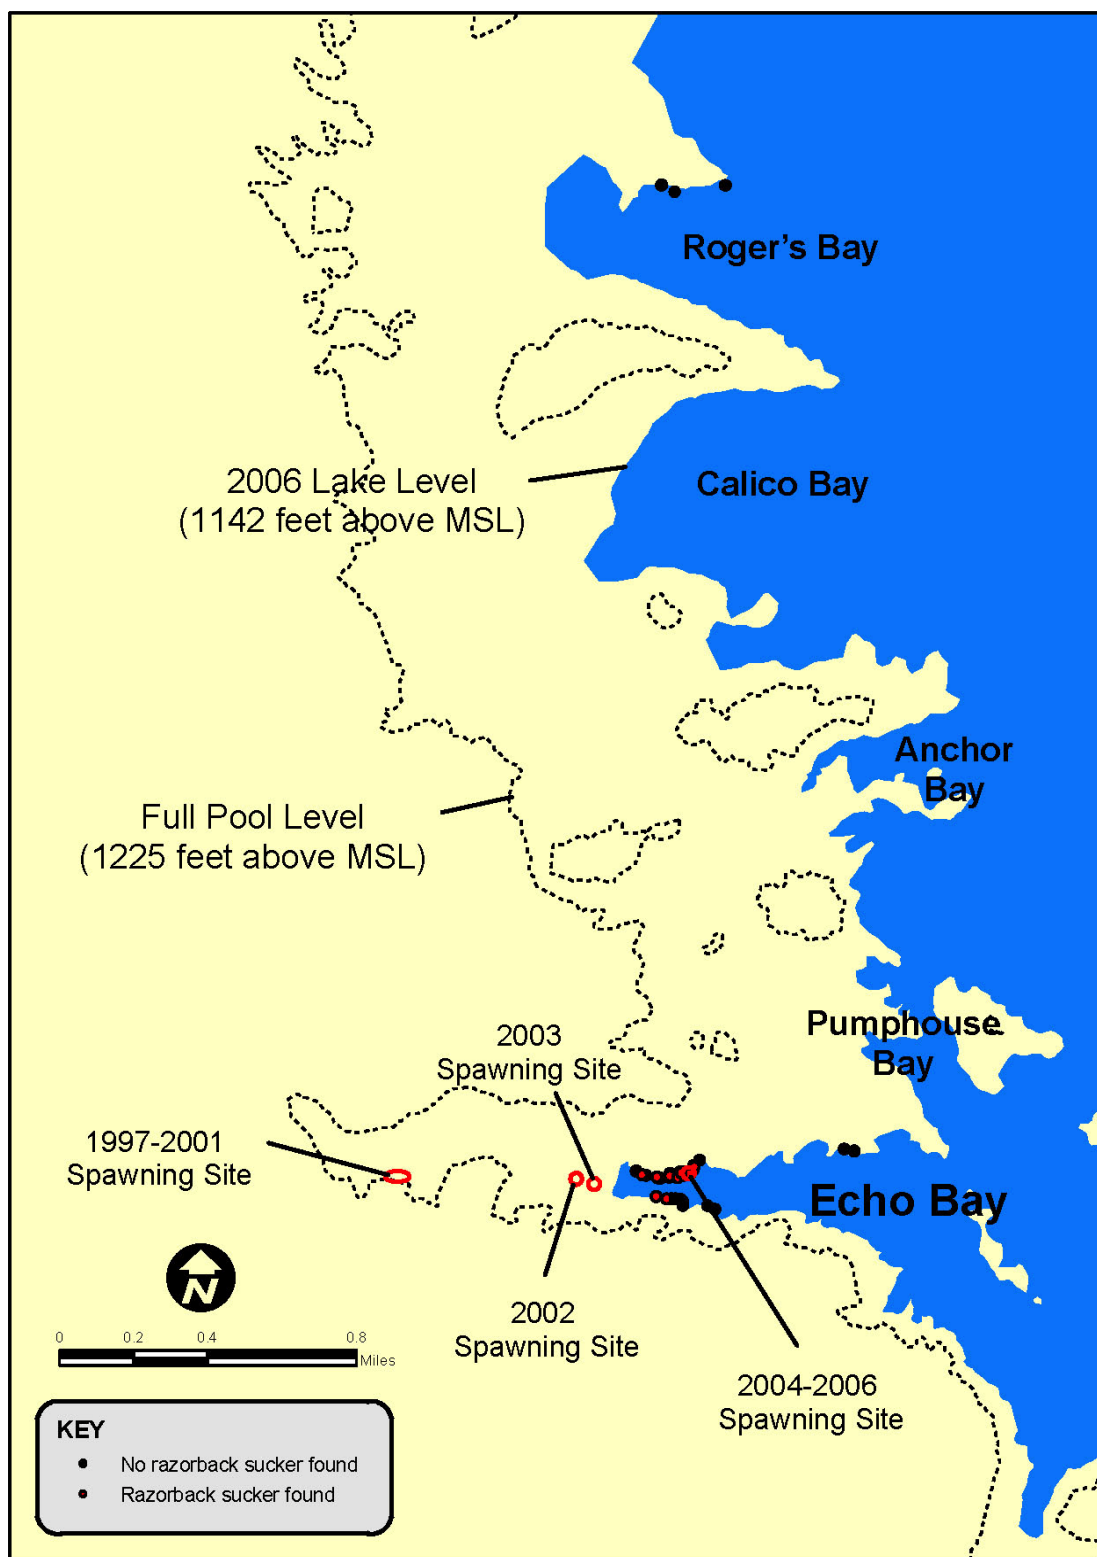 Roger's Bay
2006 Lake Level
(1142 feet above MSL)
Calico Bay
Anchor
Bay
Full Pool Level
(1225 feet above MSL)
Pumphouse
Bay
2003
Spawning Site
1997-2001
Spawning Site
Echo Bay
N
2002
Spawning Site
0 0.2 0.4 0.8
Miles
2004-2006
Spawning Site
KEY
No razorback sucker found
Razorback sucker found